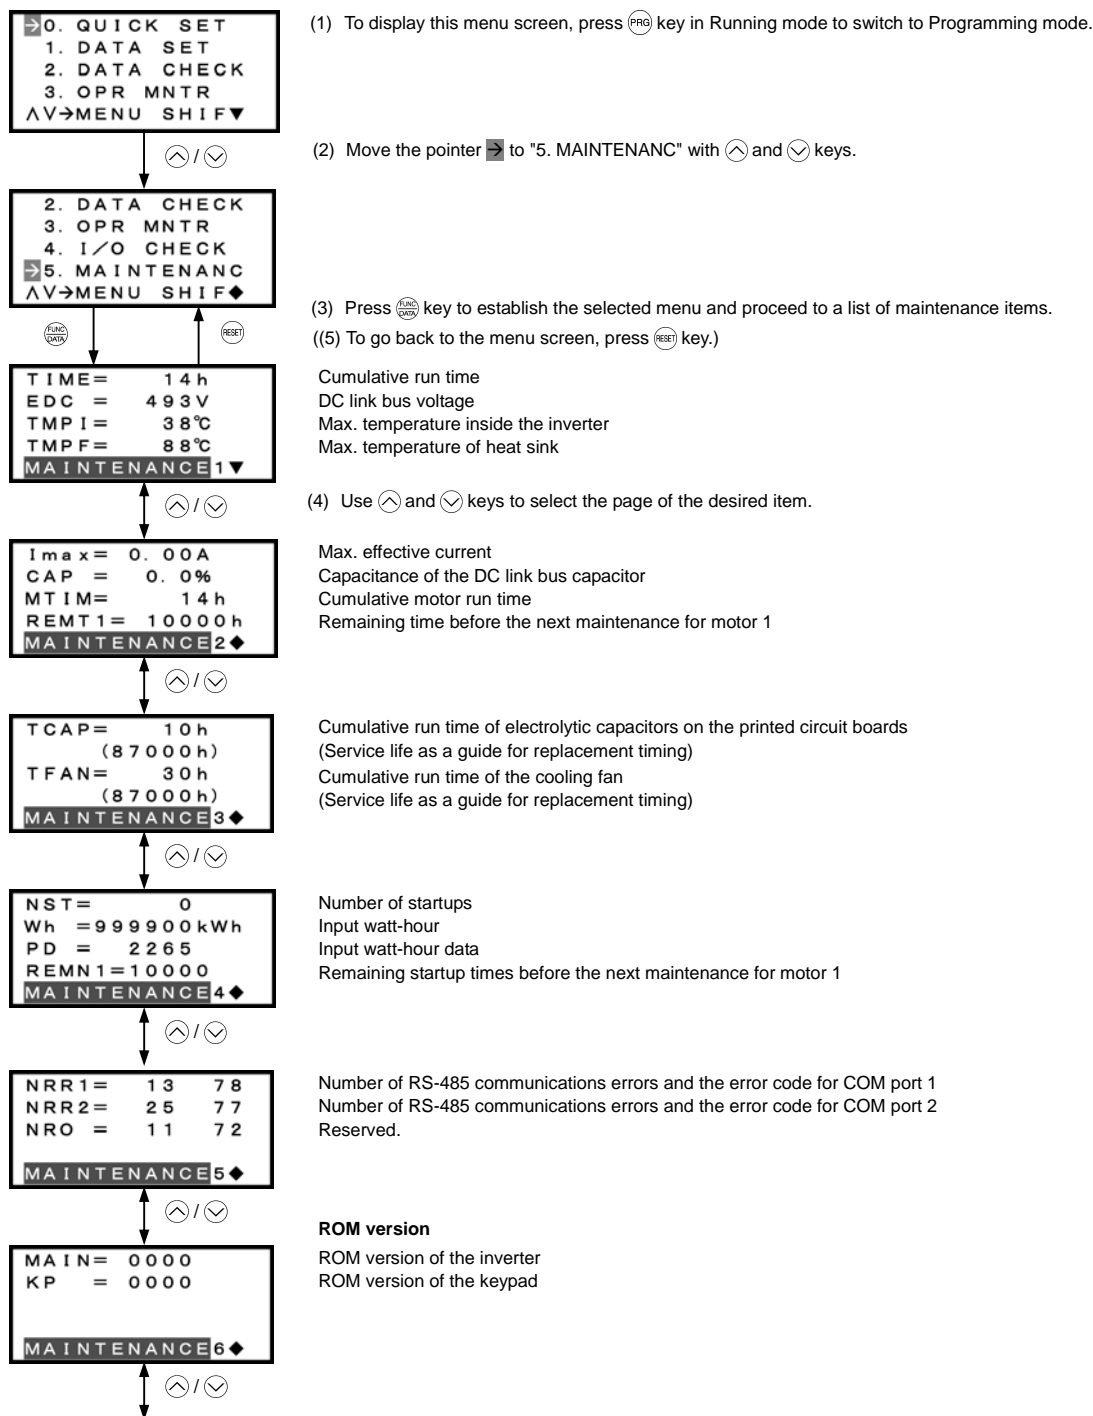 →0. QUICK SET
1. DATA SET
2. DATA CHECK
3. OPR MNTR
∧∨→MENU SHIF▼
(1) To display this menu screen, press PRG key in Running mode to switch to Programming mode.
∧ / ∨
(2) Move the pointer → to "5. MAINTENANC" with ∧ and ∨ keys.
2. DATA CHECK
3. OPR MNTR
4. I/O CHECK
→5. MAINTENANC
∧∨→MENU SHIF◆
(3) Press FUNC DATA key to establish the selected menu and proceed to a list of maintenance items.
FUNC DATA
RESET
((5) To go back to the menu screen, press RESET key.)
TIME= 14h
EDC = 493V
TMPI= 38℃
TMPF= 88℃
MAINTENANCE1▼
Cumulative run time
DC link bus voltage
Max. temperature inside the inverter
Max. temperature of heat sink
∧ / ∨
(4) Use ∧ and ∨ keys to select the page of the desired item.
Imax= 0.00A
CAP = 0.0%
MTIM= 14h
REMT1= 10000h
MAINTENANCE2◆
Max. effective current
Capacitance of the DC link bus capacitor
Cumulative motor run time
Remaining time before the next maintenance for motor 1
∧ / ∨
TCAP= 10h
(87000h)
TFAN= 30h
(87000h)
MAINTENANCE3◆
Cumulative run time of electrolytic capacitors on the printed circuit boards
(Service life as a guide for replacement timing)
Cumulative run time of the cooling fan
(Service life as a guide for replacement timing)
∧ / ∨
NST= 0
Wh =999900kWh
PD = 2265
REMN1=10000
MAINTENANCE4◆
Number of startups
Input watt-hour
Input watt-hour data
Remaining startup times before the next maintenance for motor 1
∧ / ∨
NRR1= 13 78
NRR2= 25 77
NRO = 11 72
MAINTENANCE5◆
Number of RS-485 communications errors and the error code for COM port 1
Number of RS-485 communications errors and the error code for COM port 2
Reserved.
∧ / ∨
ROM version
MAIN= 0000
KP = 0000
MAINTENANCE6◆
ROM version of the inverter
ROM version of the keypad
∧ / ∨